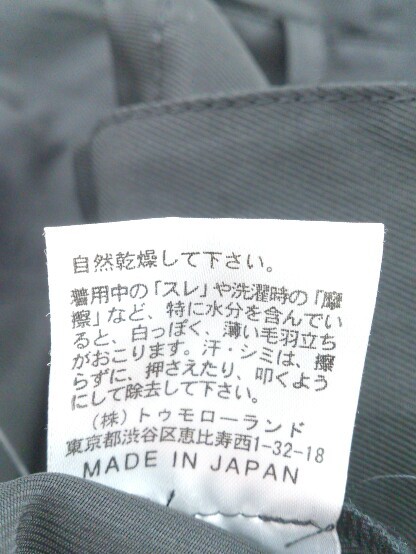 自然乾燥して下さい。
着用中の「スレ」や洗濯時の「摩
擦」など、特に水分を含んでい
ると、白っぽく、薄い毛羽立ち
がおこります。汗・シミは、擦
らずに、押さえたり、叩くよう
にして除去して下さい。
(株)トゥモローランド
東京都渋谷区恵比寿西1-32-18
MADE IN JAPAN